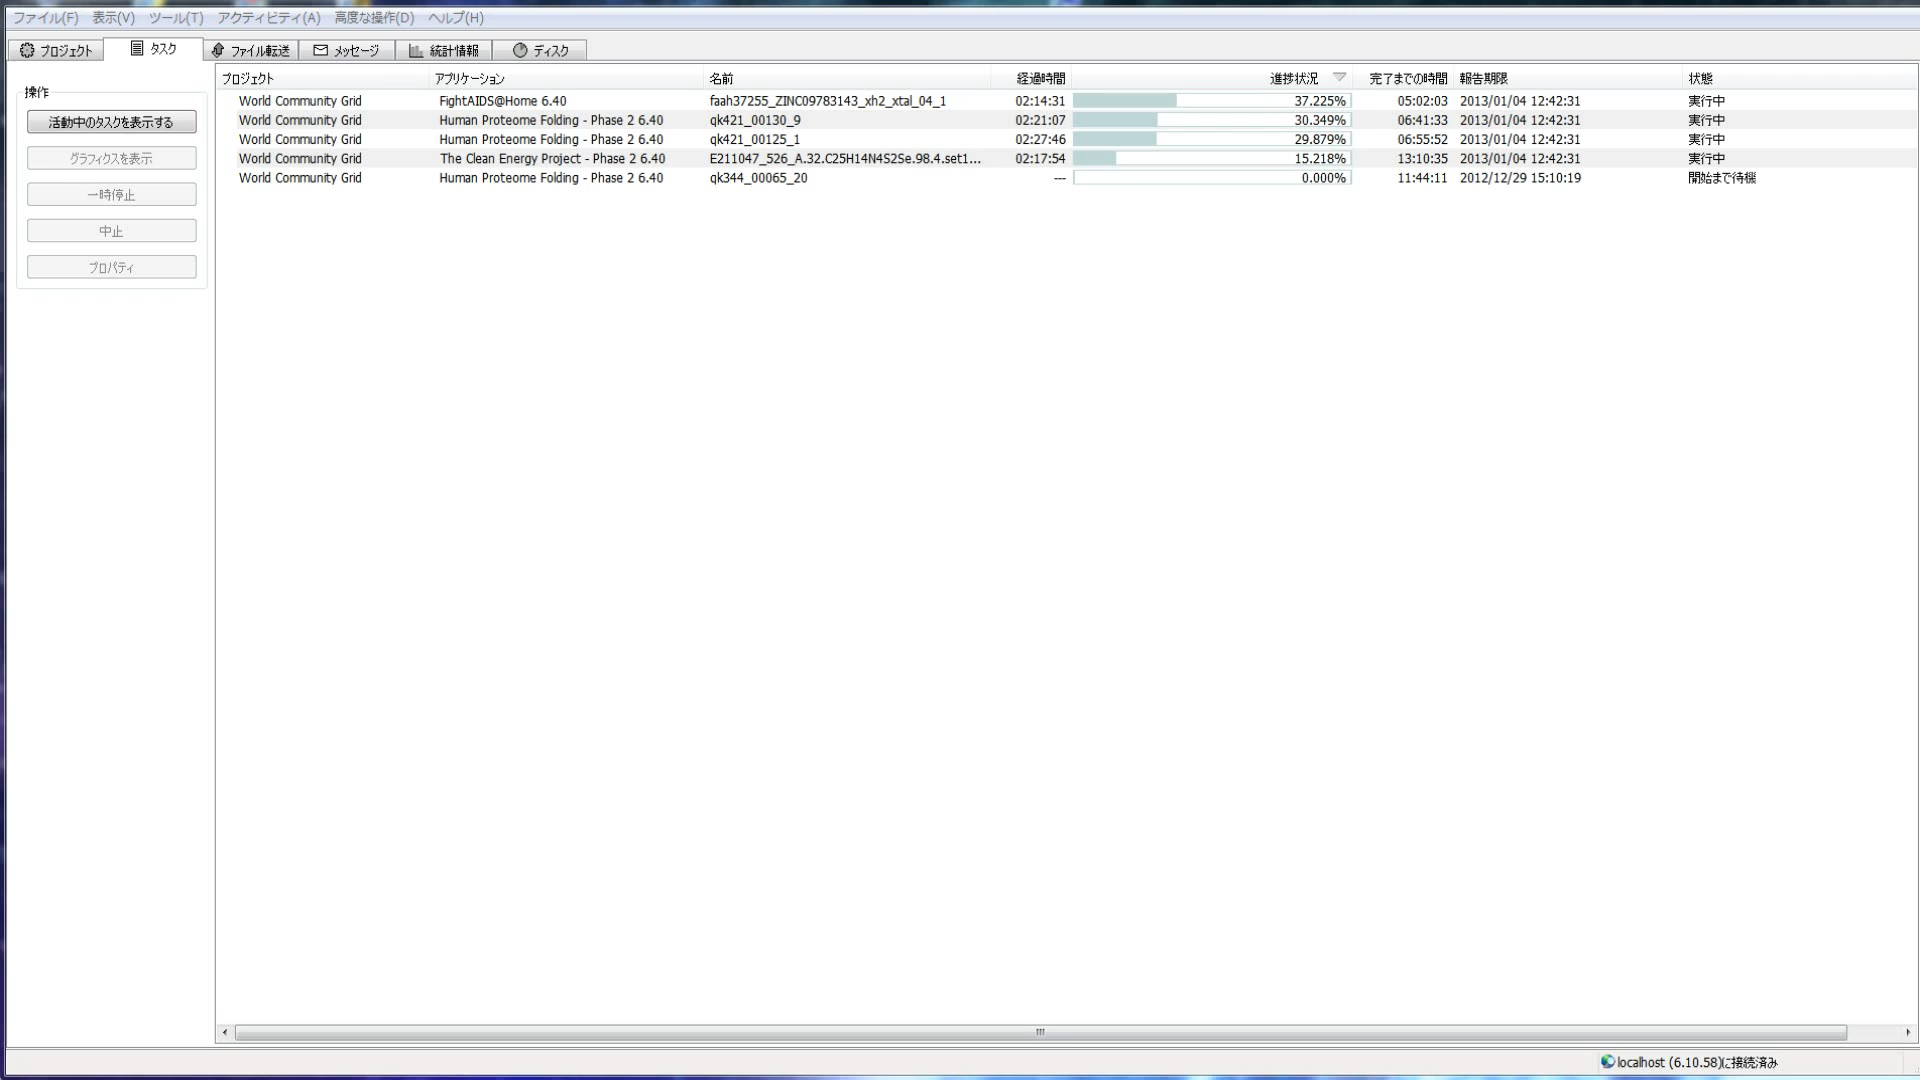 ファイル(F) 表示(V) ツール(T) アクティビティ(A) 高度な操作(D) ヘルプ(H)
プロジェクト タスク ファイル転送 メッセージ 統計情報 ディスク
操作
活動中のタスクを表示する
グラフィクスを表示
一時停止
中止
プロパティ
プロジェクト アプリケーション 名前 経過時間 進捗状況 完了までの時間 報告期限 状態
World Community Grid FightAIDS@Home 6.40 faah37255_ZINC09783143_xh2_xtal_04_1 02:14:31 37.225% 05:02:03 2013/01/04 12:42:31 実行中
World Community Grid Human Proteome Folding - Phase 2 6.40 qk421_00130_9 02:21:07 30.349% 06:41:33 2013/01/04 12:42:31 実行中
World Community Grid Human Proteome Folding - Phase 2 6.40 qk421_00125_1 02:27:46 29.879% 06:55:52 2013/01/04 12:42:31 実行中
World Community Grid The Clean Energy Project - Phase 2 6.40 E211047_526_A.32.C25H14N4S2Se.98.4.set1... 02:17:54 15.218% 13:10:35 2013/01/04 12:42:31 実行中
World Community Grid Human Proteome Folding - Phase 2 6.40 qk344_00065_20 --- 0.000% 11:44:11 2012/12/29 15:10:19 開始まで待機
localhost (6.10.58)に接続済み